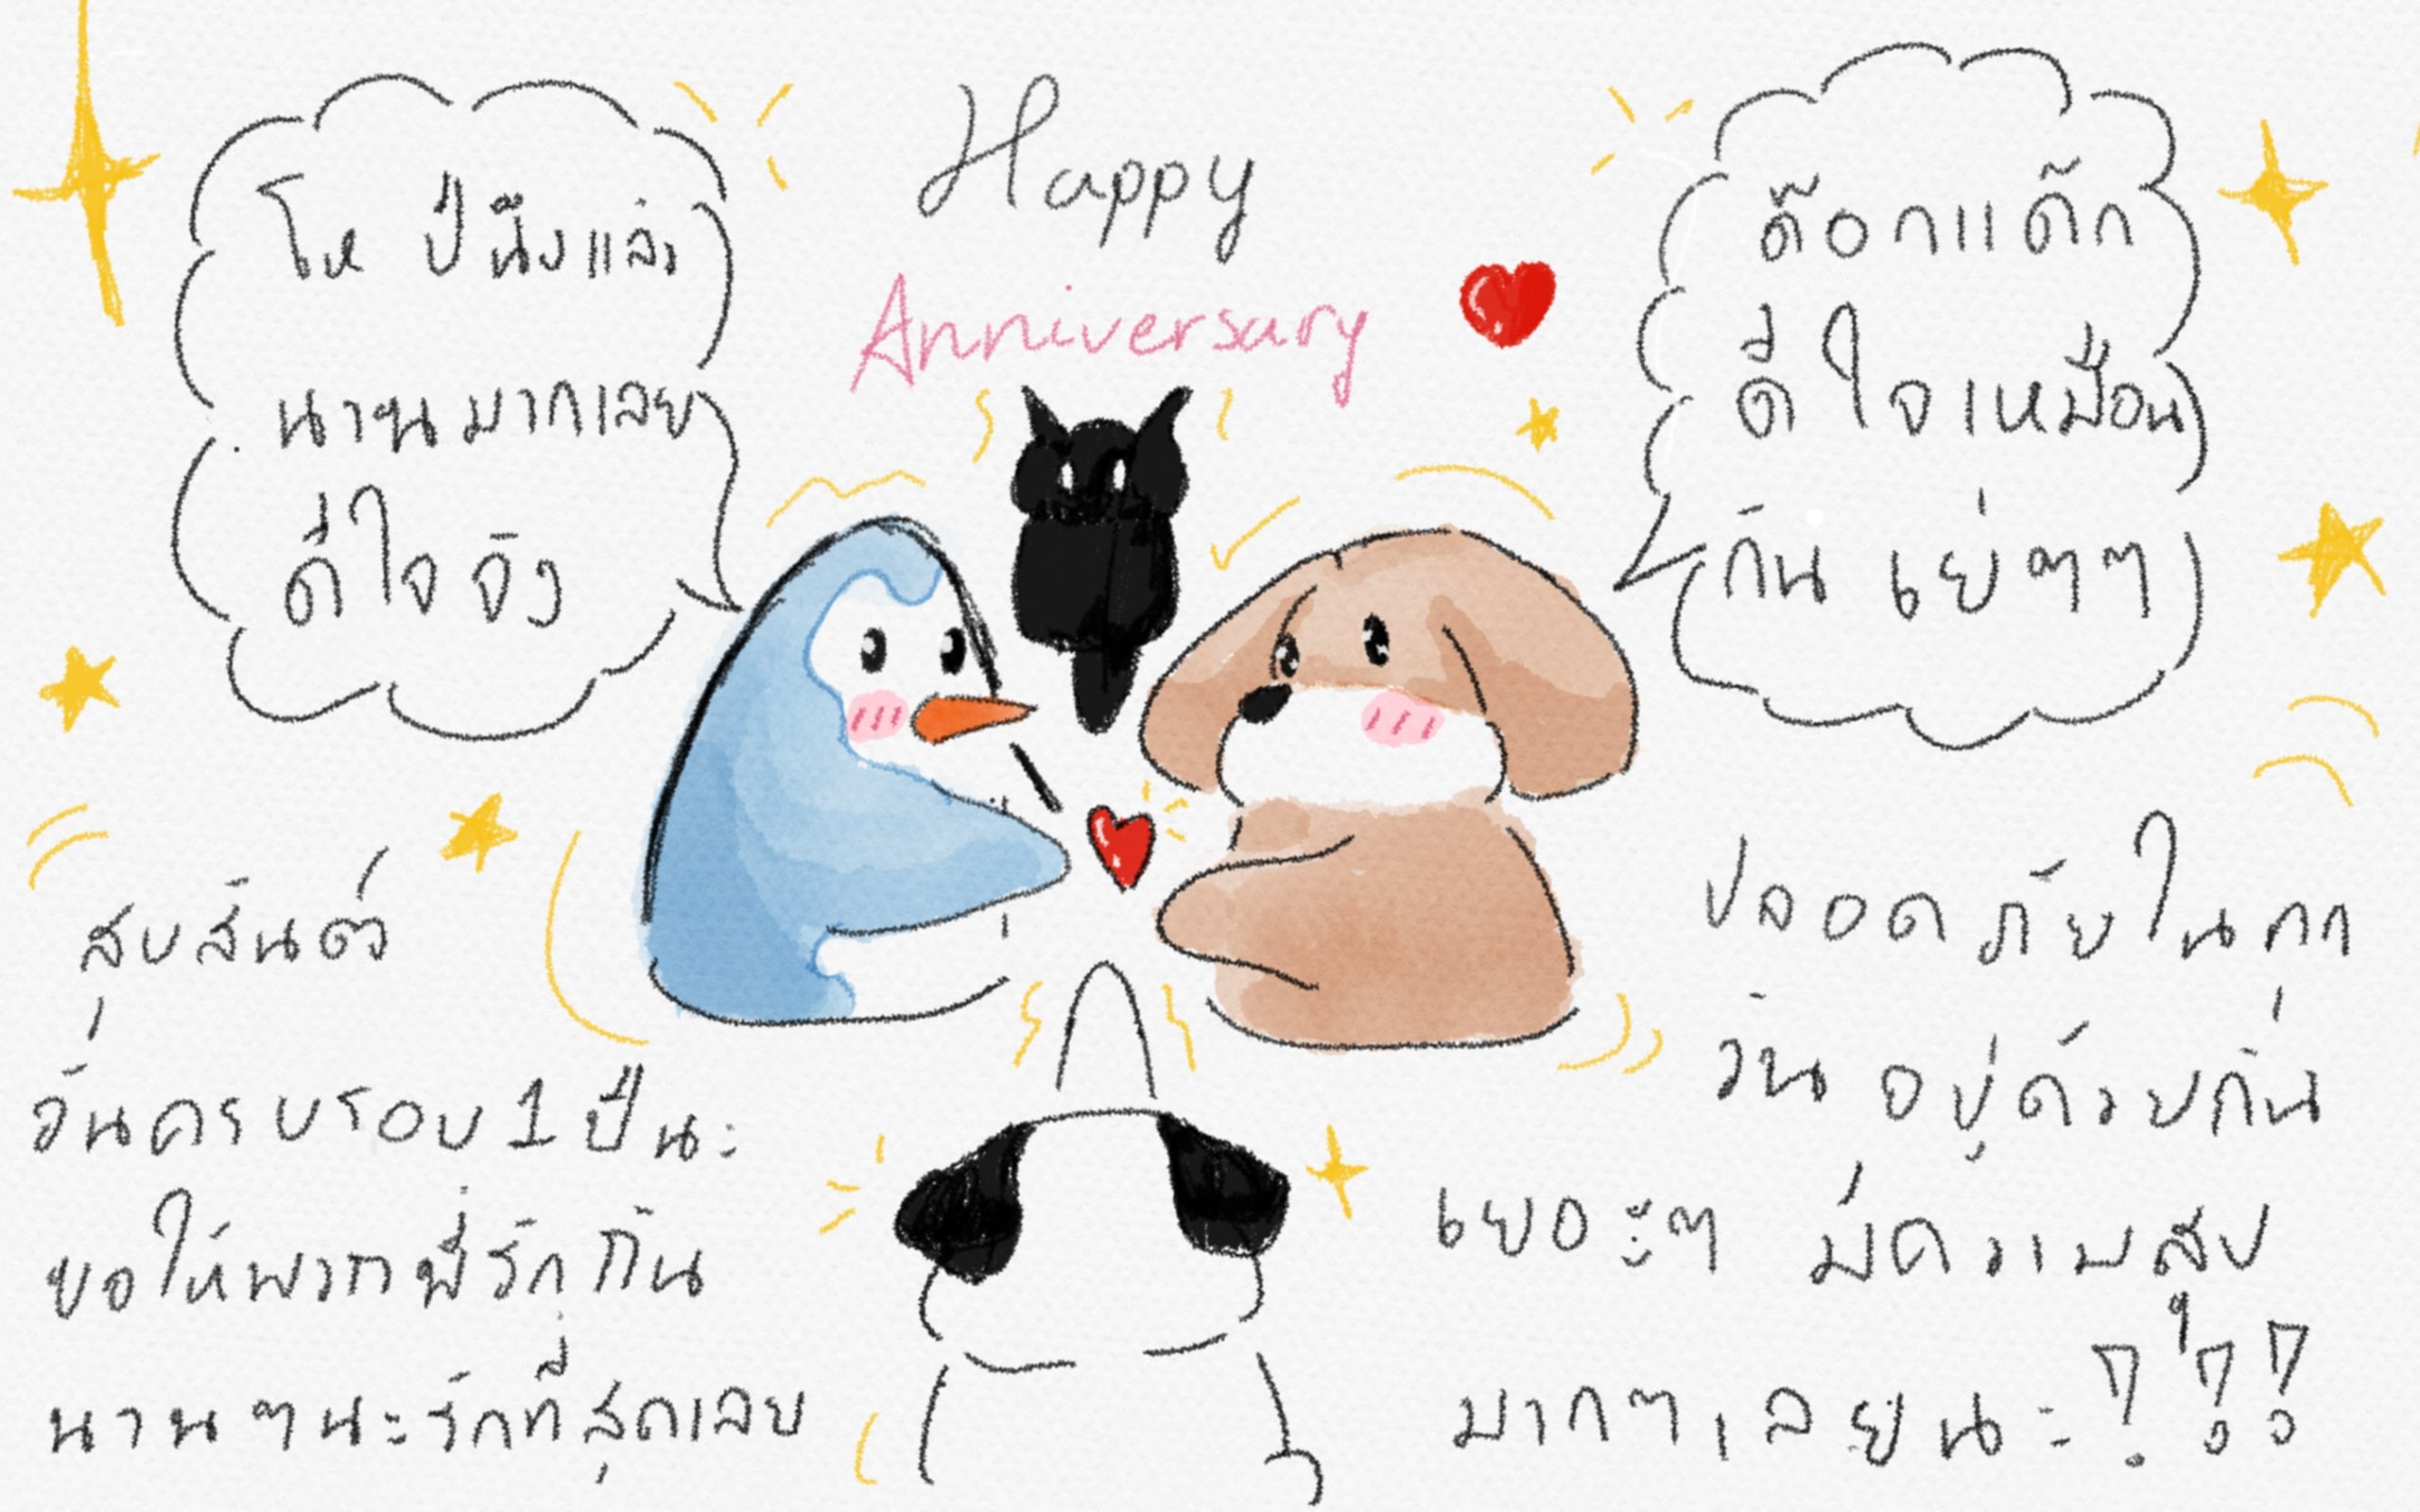 Happy
Anniversary
โห ปีนึงแล้ว
นานมากเลย
ดีใจจัง
ด๊อกแด๊ก
ดีใจเหมือน
กัน เย่ๆๆ
สุขสันต์
วันครบรอบ 1 ปีนะ
ขอให้พวกพี่รักกัน
นานๆนะรักที่สุดเลย
ปลอดภัยในทุก
วัน อยู่ด้วยกัน
เยอะๆ มีความสุข
มากๆเลยนะ!!!